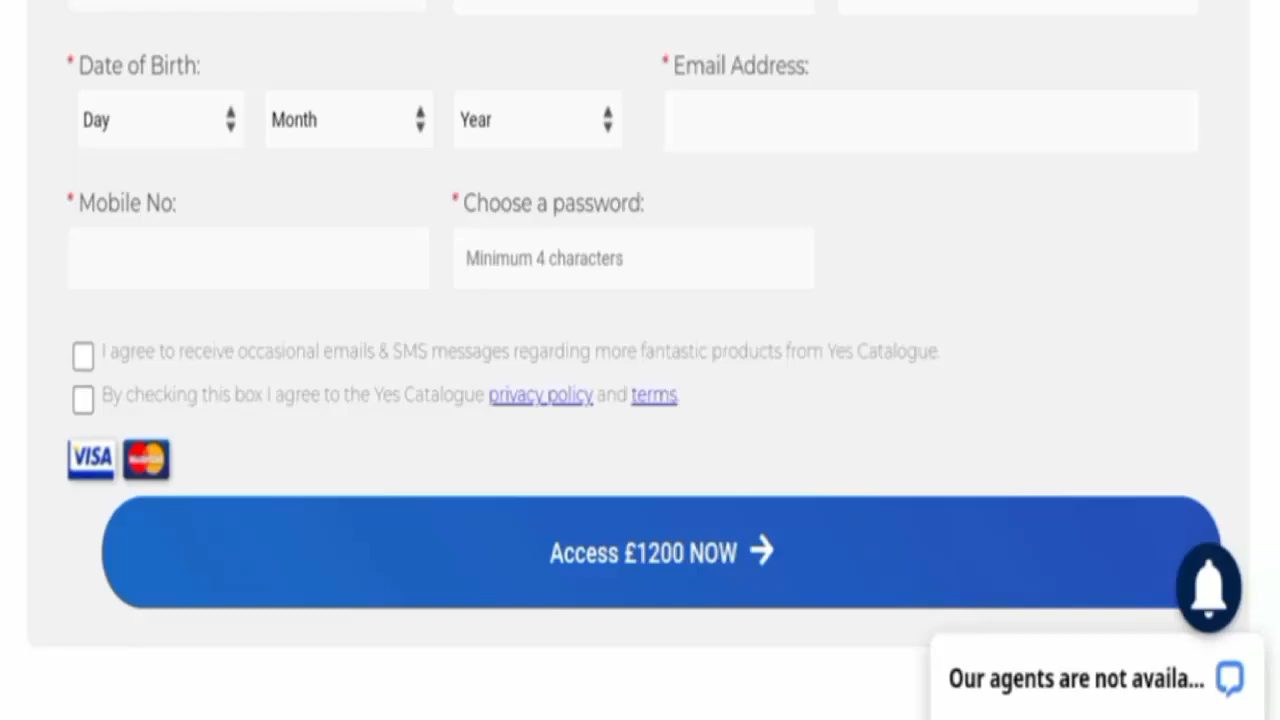 * Date of Birth:
* Email Address:
Day
Month
Year
* Mobile No:
* Choose a password:
Minimum 4 characters
I agree to receive occasional emails & SMS messages regarding more fantastic products from Yes Catalogue.
By checking this box I agree to the Yes Catalogue privacy policy and terms.
VISA
MasterCard
Access £1200 NOW
Our agents are not availa...